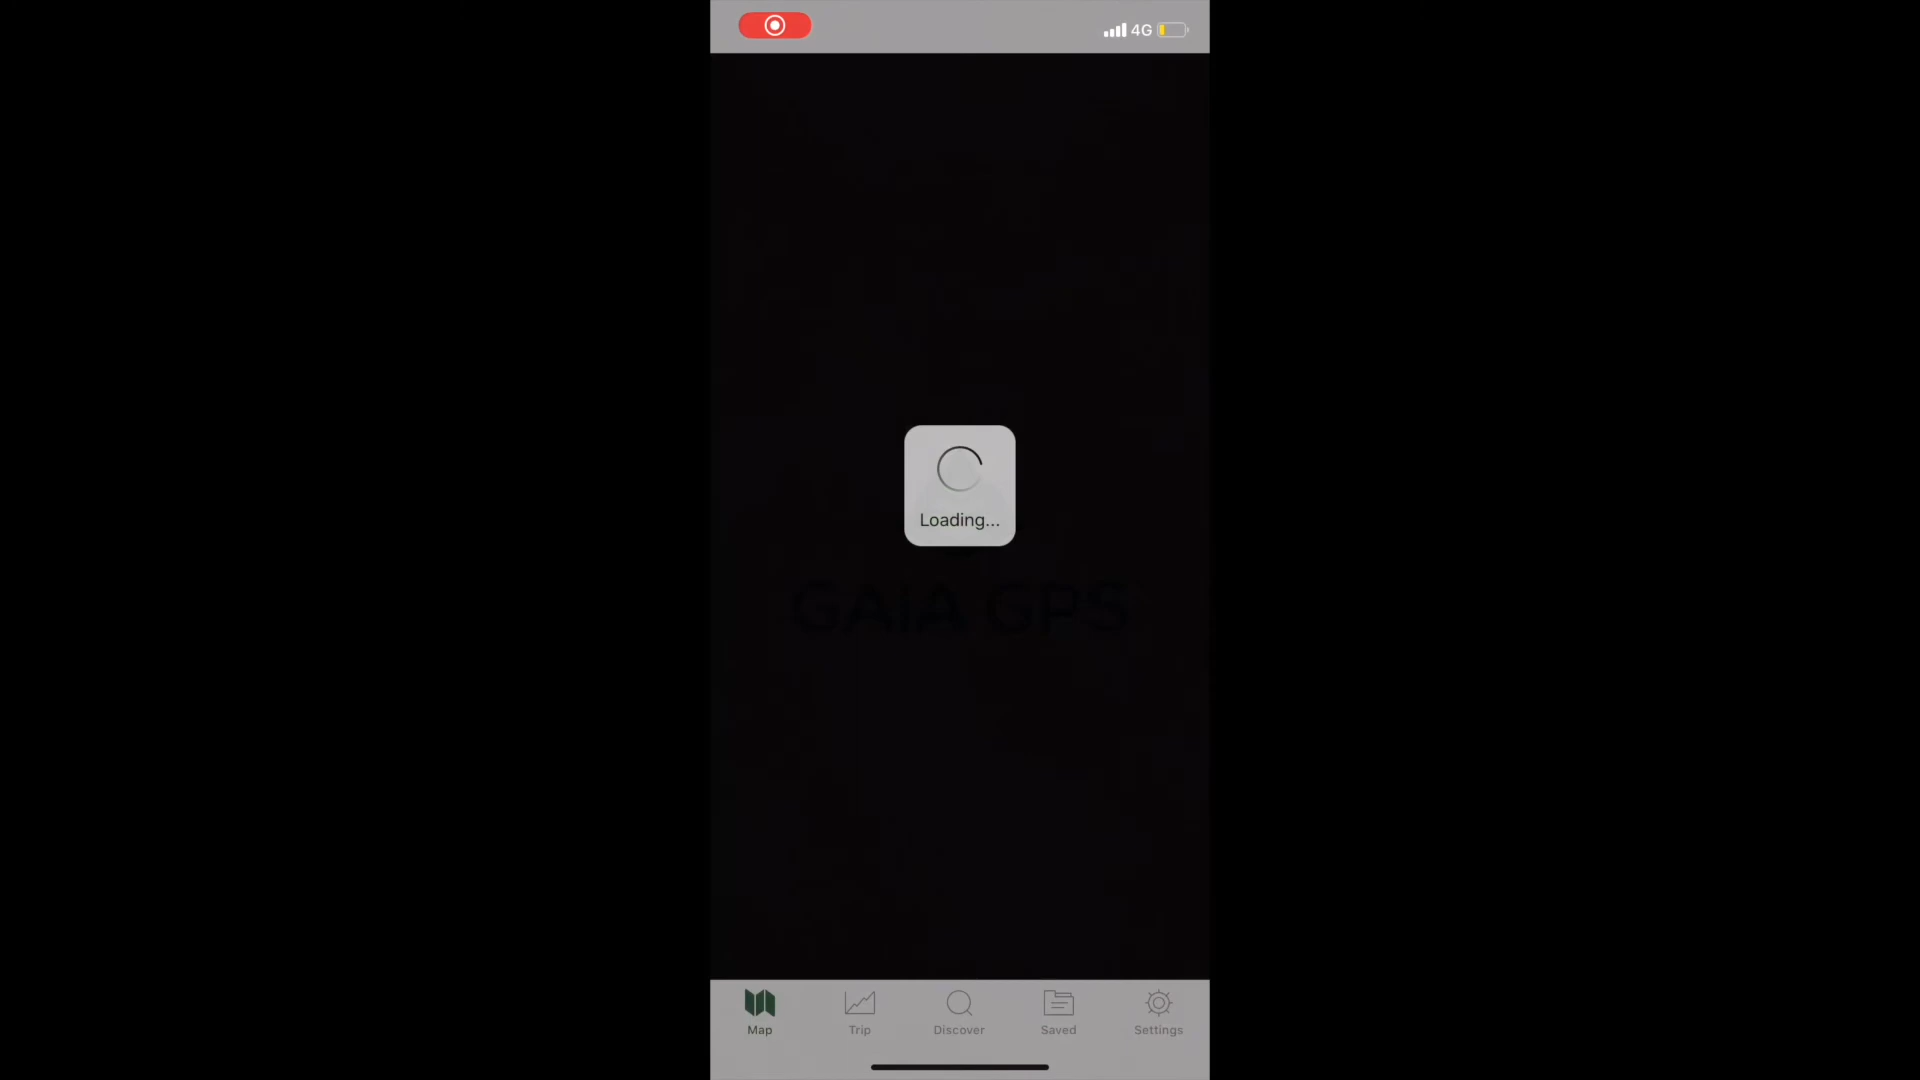 4G
Loading...
GAIA GPS
Map
Trip
Discover
Saved
Settings